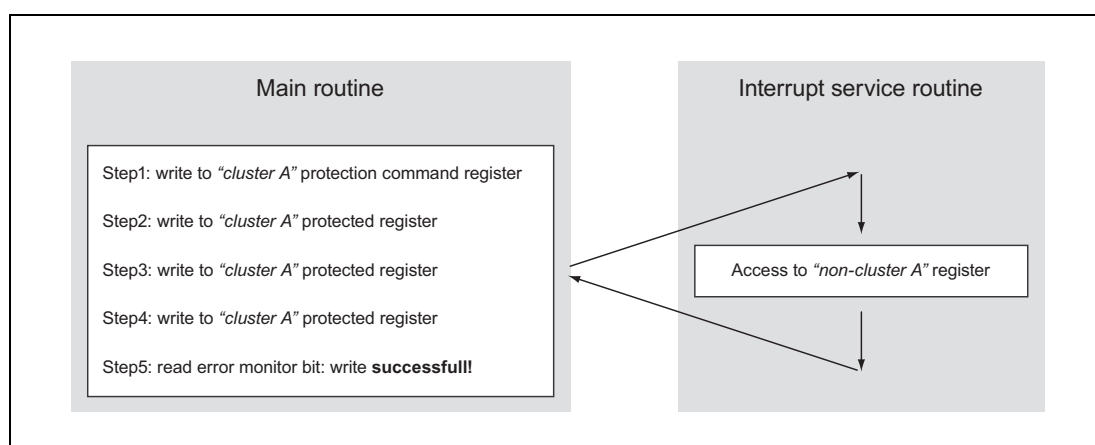 Main routine
Step1: write to “cluster A” protection command register
Step2: write to “cluster A” protected register
Step3: write to “cluster A” protected register
Step4: write to “cluster A” protected register
Step5: read error monitor bit: write successfull!
Interrupt service routine
Access to “non-cluster A” register